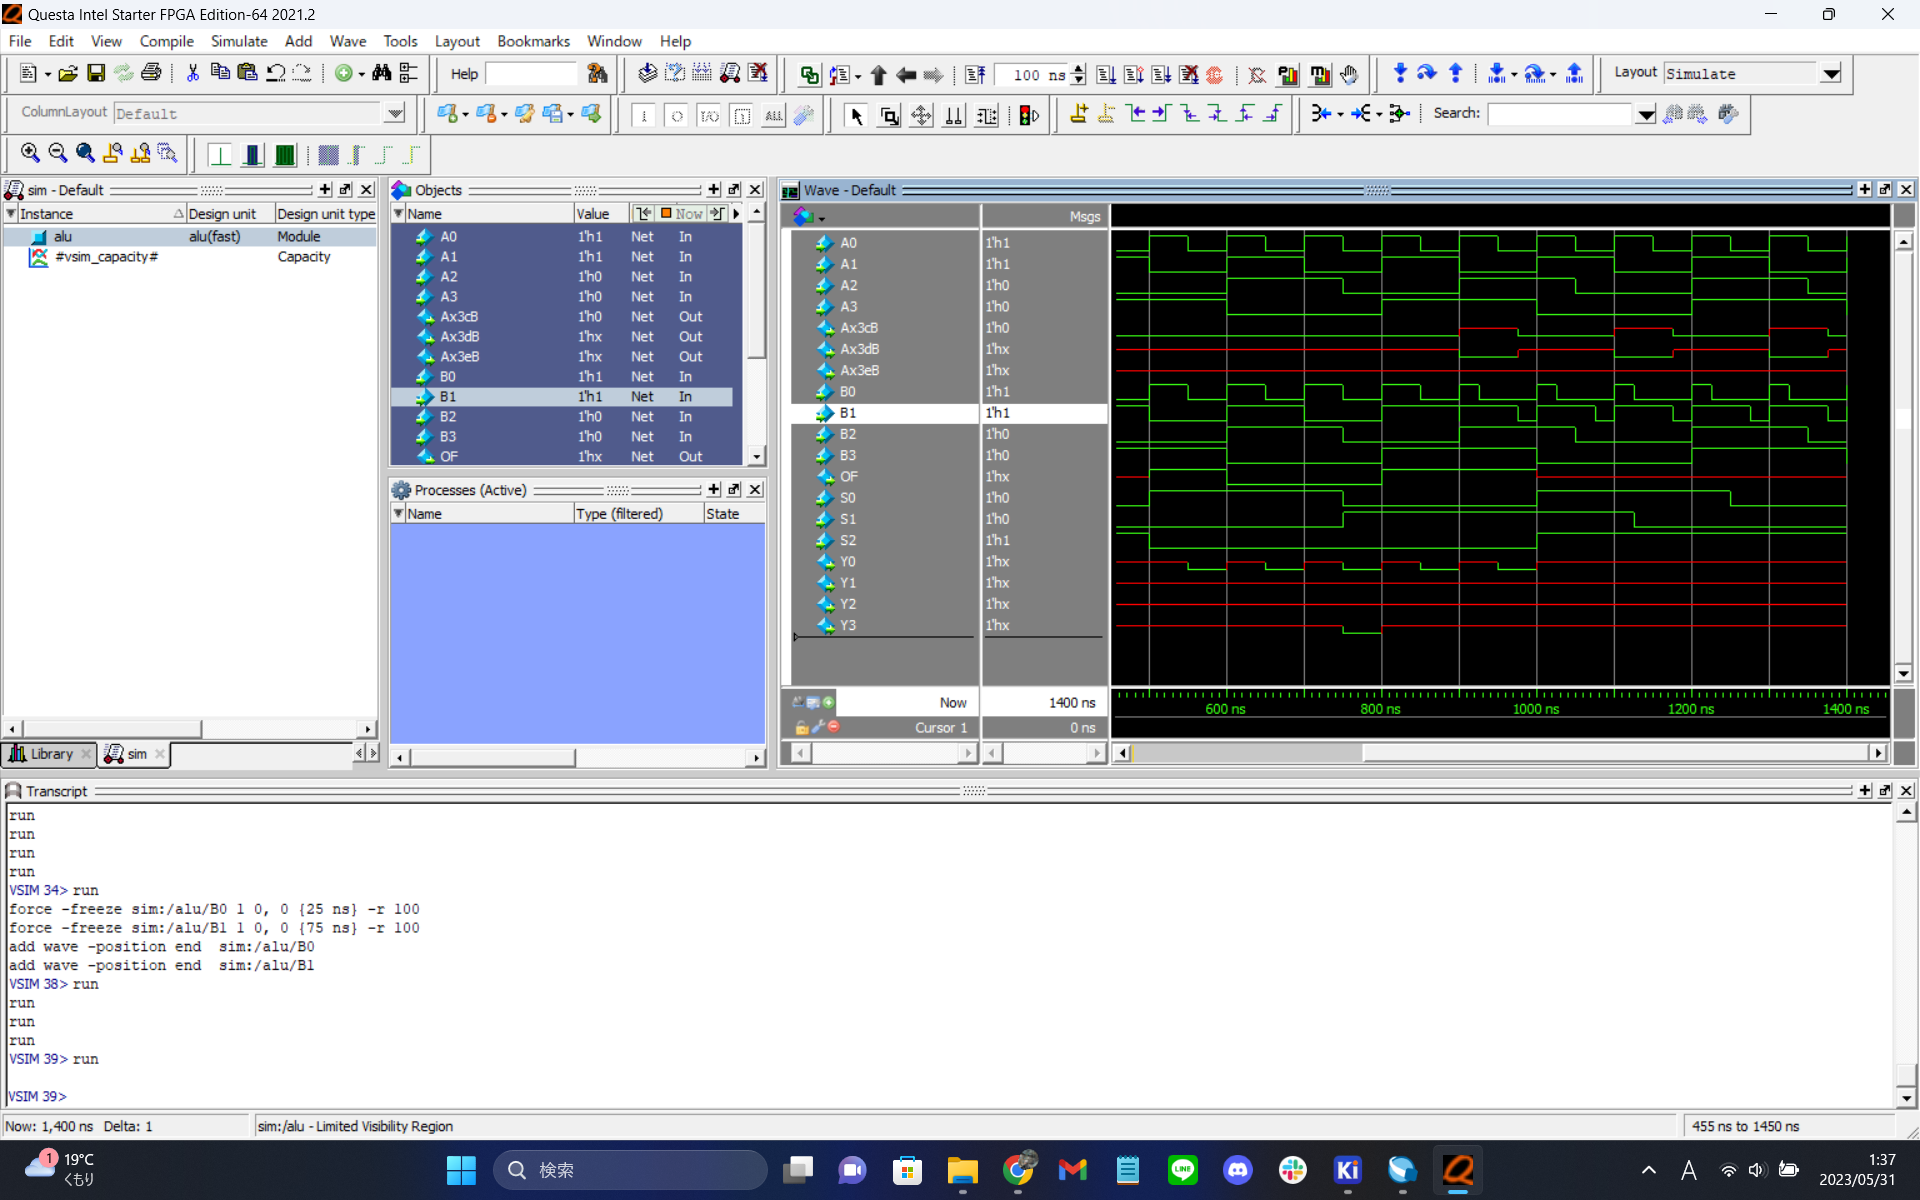 Questa Intel Starter FPGA Edition-64 2021.2
File Edit View Compile Simulate Add Wave Tools Layout Bookmarks Window Help
Help 100 ns Layout Simulate
ColumnLayout Default Search:
sim - Default
Instance Design unit Design unit type
alu alu(fast) Module
#vsim_capacity# Capacity
Library sim
Objects
Name Value Now
A0 1'h1 Net In
A1 1'h1 Net In
A2 1'h0 Net In
A3 1'h0 Net In
Ax3cB 1'h0 Net Out
Ax3dB 1'hx Net Out
Ax3eB 1'hx Net Out
B0 1'h1 Net In
B1 1'h1 Net In
B2 1'h0 Net In
B3 1'h0 Net In
OF 1'hx Net Out
Processes (Active)
Name Type (filtered) State
Wave - Default
Msgs
A0 1'h1
A1 1'h1
A2 1'h0
A3 1'h0
Ax3cB 1'h0
Ax3dB 1'hx
Ax3eB 1'hx
B0 1'h1
B1 1'h1
B2 1'h0
B3 1'h0
OF 1'hx
S0 1'h0
S1 1'h0
S2 1'h1
Y0 1'hx
Y1 1'hx
Y2 1'hx
Y3 1'hx
Now 1400 ns 600 ns 800 ns 1000 ns 1200 ns 1400 ns
Cursor 1 0 ns
Transcript
run
run
run
run
VSIM 34> run
force -freeze sim:/alu/B0 1 0, 0 {25 ns} -r 100
force -freeze sim:/alu/B1 1 0, 0 {75 ns} -r 100
add wave -position end  sim:/alu/B0
add wave -position end  sim:/alu/B1
VSIM 38> run
run
run
run
VSIM 39> run
VSIM 39>
Now: 1,400 ns Delta: 1 sim:/alu - Limited Visibility Region 455 ns to 1450 ns
1 19°C
くもり
検索
LINE
Ki
A
1:37
2023/05/31